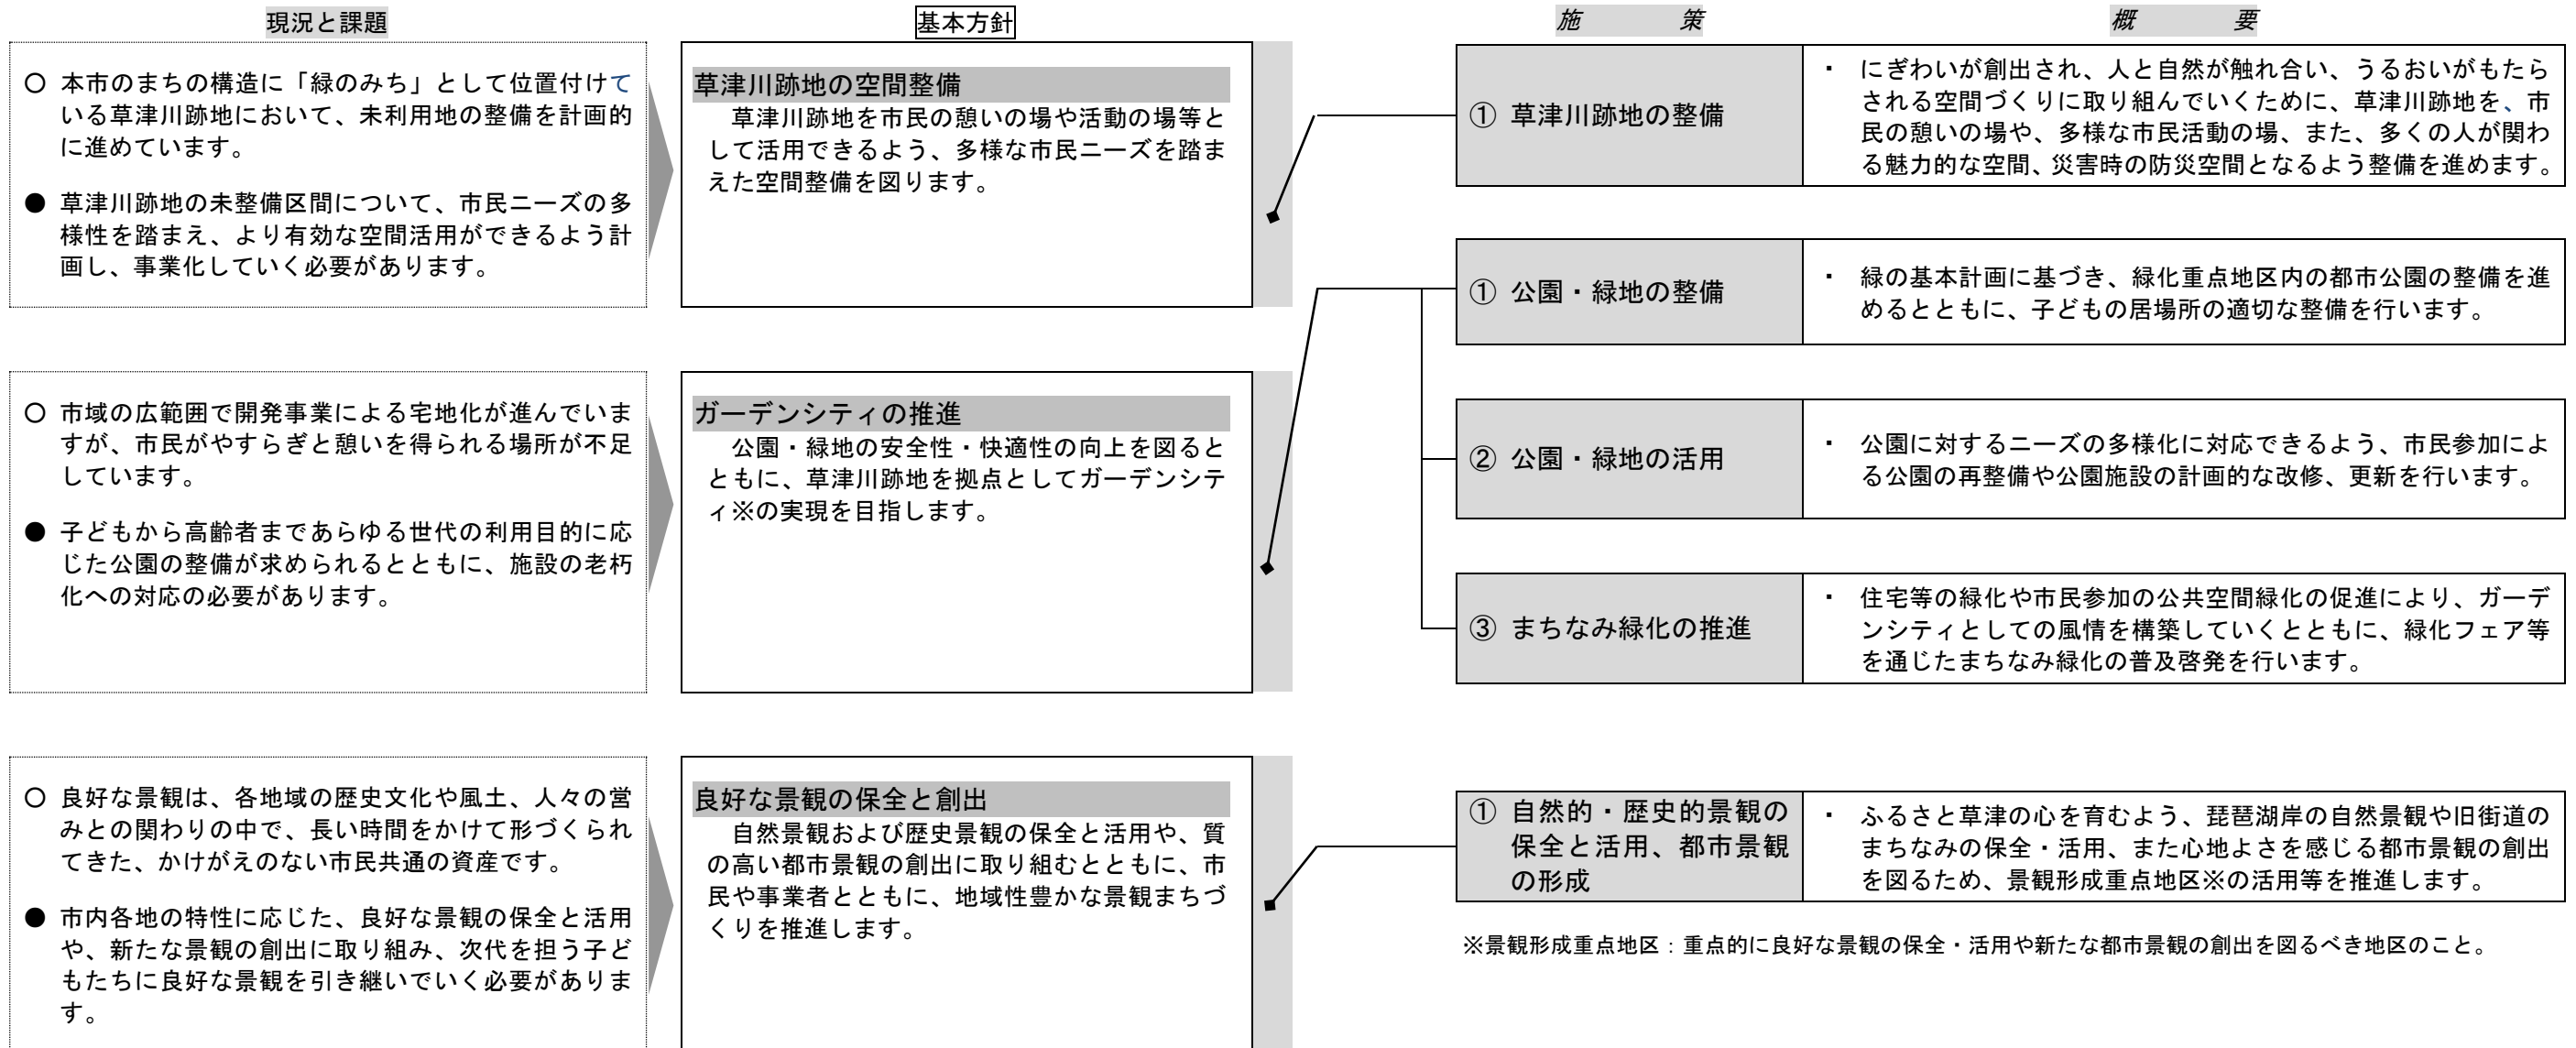 現況と課題
基本方針
施策
概要
○ 本市のまちの構造に「緑のみち」として位置付けて
いる草津川跡地において、未利用地の整備を計画的
に進めています。
● 草津川跡地の未整備区間について、市民ニーズの多
様性を踏まえ、より有効な空間活用ができるよう計
画し、事業化していく必要があります。
草津川跡地の空間整備
草津川跡地を市民の憩いの場や活動の場等と
して活用できるよう、多様な市民ニーズを踏ま
えた空間整備を図ります。
① 草津川跡地の整備
・ にぎわいが創出され、人と自然が触れ合い、うるおいがもたら
される空間づくりに取り組んでいくために、草津川跡地を、市
民の憩いの場や、多様な市民活動の場、また、多くの人が関わ
る魅力的な空間、災害時の防災空間となるよう整備を進めます。
○ 市域の広範囲で開発事業による宅地化が進んでいま
すが、市民がやすらぎと憩いを得られる場所が不足
しています。
● 子どもから高齢者まであらゆる世代の利用目的に応
じた公園の整備が求められるとともに、施設の老朽
化への対応の必要があります。
ガーデンシティの推進
公園・緑地の安全性・快適性の向上を図ると
ともに、草津川跡地を拠点としてガーデンシテ
ィ※の実現を目指します。
① 公園・緑地の整備
・ 緑の基本計画に基づき、緑化重点地区内の都市公園の整備を進
めるとともに、子どもの居場所の適切な整備を行います。
② 公園・緑地の活用
・ 公園に対するニーズの多様化に対応できるよう、市民参加によ
る公園の再整備や公園施設の計画的な改修、更新を行います。
③ まちなみ緑化の推進
・ 住宅等の緑化や市民参加の公共空間緑化の促進により、ガーデ
ンシティとしての風情を構築していくとともに、緑化フェア等
を通じたまちなみ緑化の普及啓発を行います。
○ 良好な景観は、各地域の歴史文化や風土、人々の営
みとの関わりの中で、長い時間をかけて形づくられ
てきた、かけがえのない市民共通の資産です。
● 市内各地の特性に応じた、良好な景観の保全と活用
や、新たな景観の創出に取り組み、次代を担う子ど
もたちに良好な景観を引き継いでいく必要がありま
す。
良好な景観の保全と創出
自然景観および歴史景観の保全と活用や、質
の高い都市景観の創出に取り組むとともに、市
民や事業者とともに、地域性豊かな景観まちづ
くりを推進します。
① 自然的・歴史的景観の
保全と活用、都市景観
の形成
・ ふるさと草津の心を育むよう、琵琶湖岸の自然景観や旧街道の
まちなみの保全・活用、また心地よさを感じる都市景観の創出
を図るため、景観形成重点地区※の活用等を推進します。
※景観形成重点地区：重点的に良好な景観の保全・活用や新たな都市景観の創出を図るべき地区のこと。